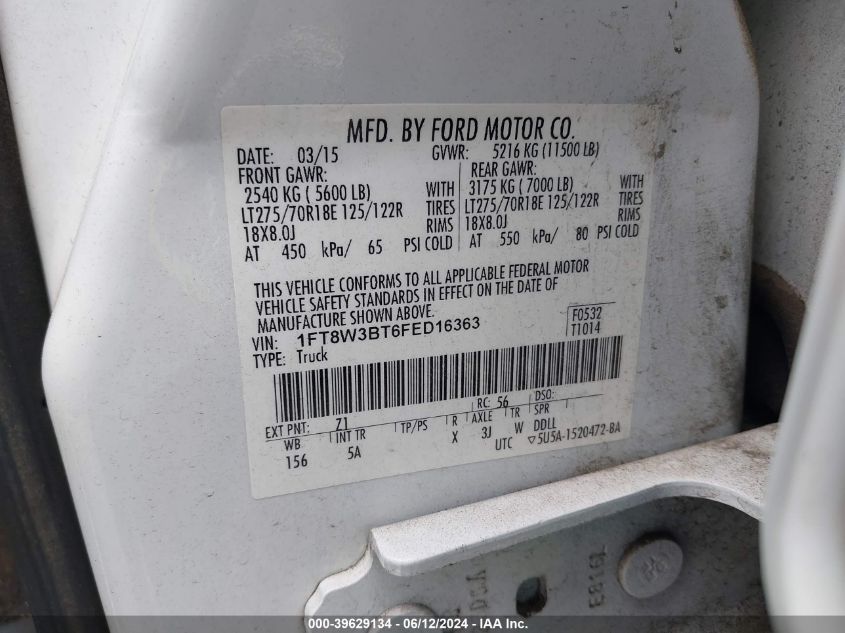 MFD. BY FORD MOTOR CO.
DATE: 03/15 GVWR: 5216 KG (11500 LB)
FRONT GAWR: REAR GAWR:
2540 KG ( 5600 LB) WITH 3175 KG ( 7000 LB) WITH
LT275/70R18E 125/122R TIRES LT275/70R18E 125/122R TIRES
18X8.0J RIMS 18X8.0J RIMS
AT 450 kPa/ 65 PSI COLD AT 550 kPa/ 80 PSI COLD
THIS VEHICLE CONFORMS TO ALL APPLICABLE FEDERAL MOTOR
VEHICLE SAFETY STANDARDS IN EFFECT ON THE DATE OF
MANUFACTURE SHOWN ABOVE.
VIN: 1FT8W3BT6FED16363
TYPE: Truck
F0532
T1014
EXT PNT: Z1 RC: 56 DSO:
WB INT TR TP/PS R AXLE TR SPR
156 5A X 3J W DDLL
UTC ▽5U5A-1520472-BA
E816L
000-39629134 - 06/12/2024 - IAA Inc.